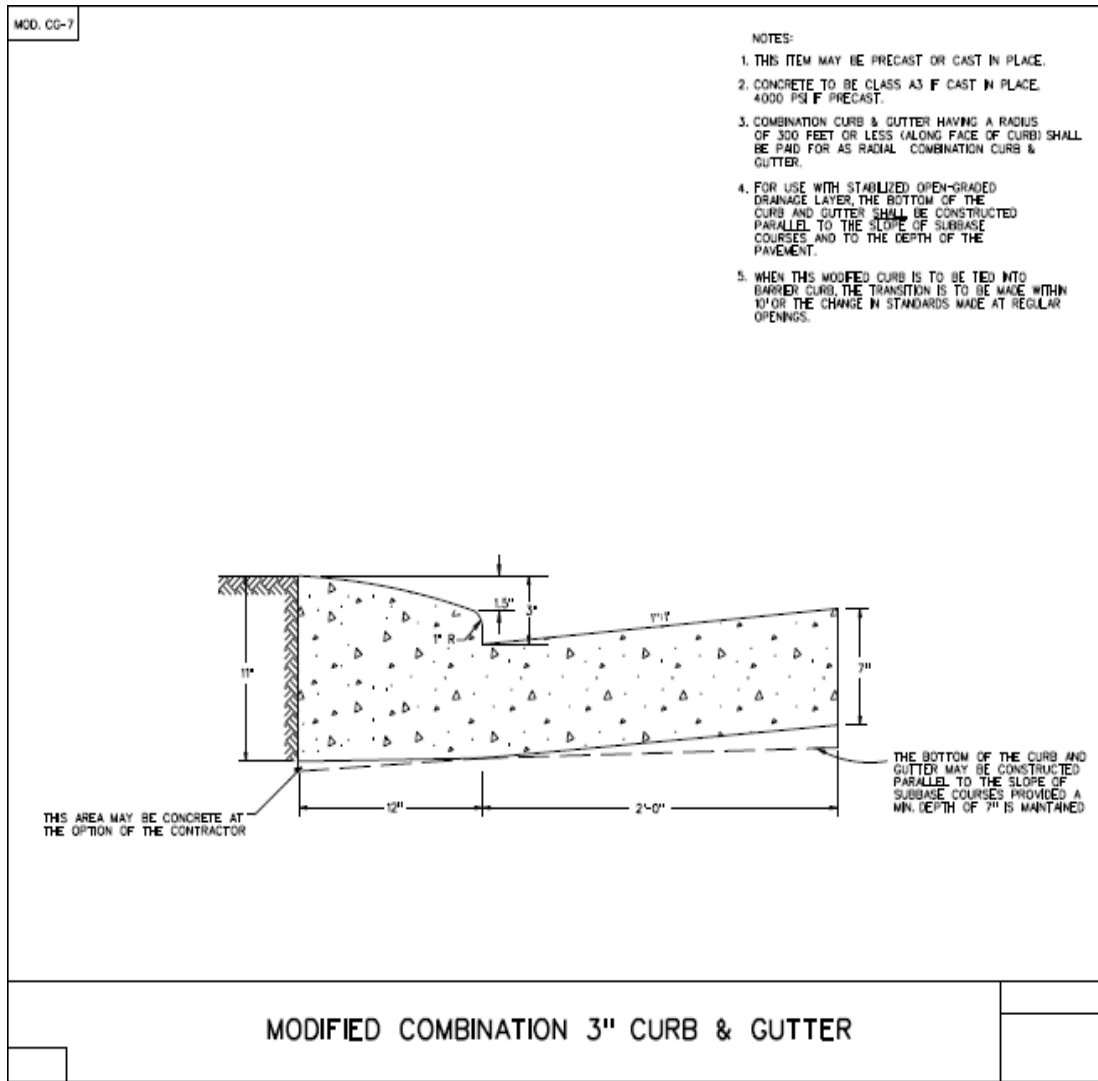 MOD. CG-7
NOTES:
1. THIS ITEM MAY BE PRECAST OR CAST IN PLACE.
2. CONCRETE TO BE CLASS A3 IF CAST IN PLACE,
4000 PSI IF PRECAST.
3. COMBINATION CURB & GUTTER HAVING A RADIUS
OF 300 FEET OR LESS (ALONG FACE OF CURB) SHALL
BE PAID FOR AS RADIAL COMBINATION CURB &
GUTTER.
4. FOR USE WITH STABILIZED OPEN-GRADED
DRAINAGE LAYER, THE BOTTOM OF THE
CURB AND GUTTER SHALL BE CONSTRUCTED
PARALLEL TO THE SLOPE OF SUBBASE
COURSES AND TO THE DEPTH OF THE
PAVEMENT.
5. WHEN THIS MODIFIED CURB IS TO BE TIED INTO
BARRIER CURB, THE TRANSITION IS TO BE MADE WITHIN
10' OR THE CHANGE IN STANDARDS MADE AT REGULAR
OPENINGS.
1.5"
3"
1" R
1":1'
11"
7"
12"
2'-0"
THIS AREA MAY BE CONCRETE AT
THE OPTION OF THE CONTRACTOR
THE BOTTOM OF THE CURB AND
GUTTER MAY BE CONSTRUCTED
PARALLEL TO THE SLOPE OF
SUBBASE COURSES PROVIDED A
MIN. DEPTH OF 7" IS MAINTAINED
MODIFIED COMBINATION 3" CURB & GUTTER